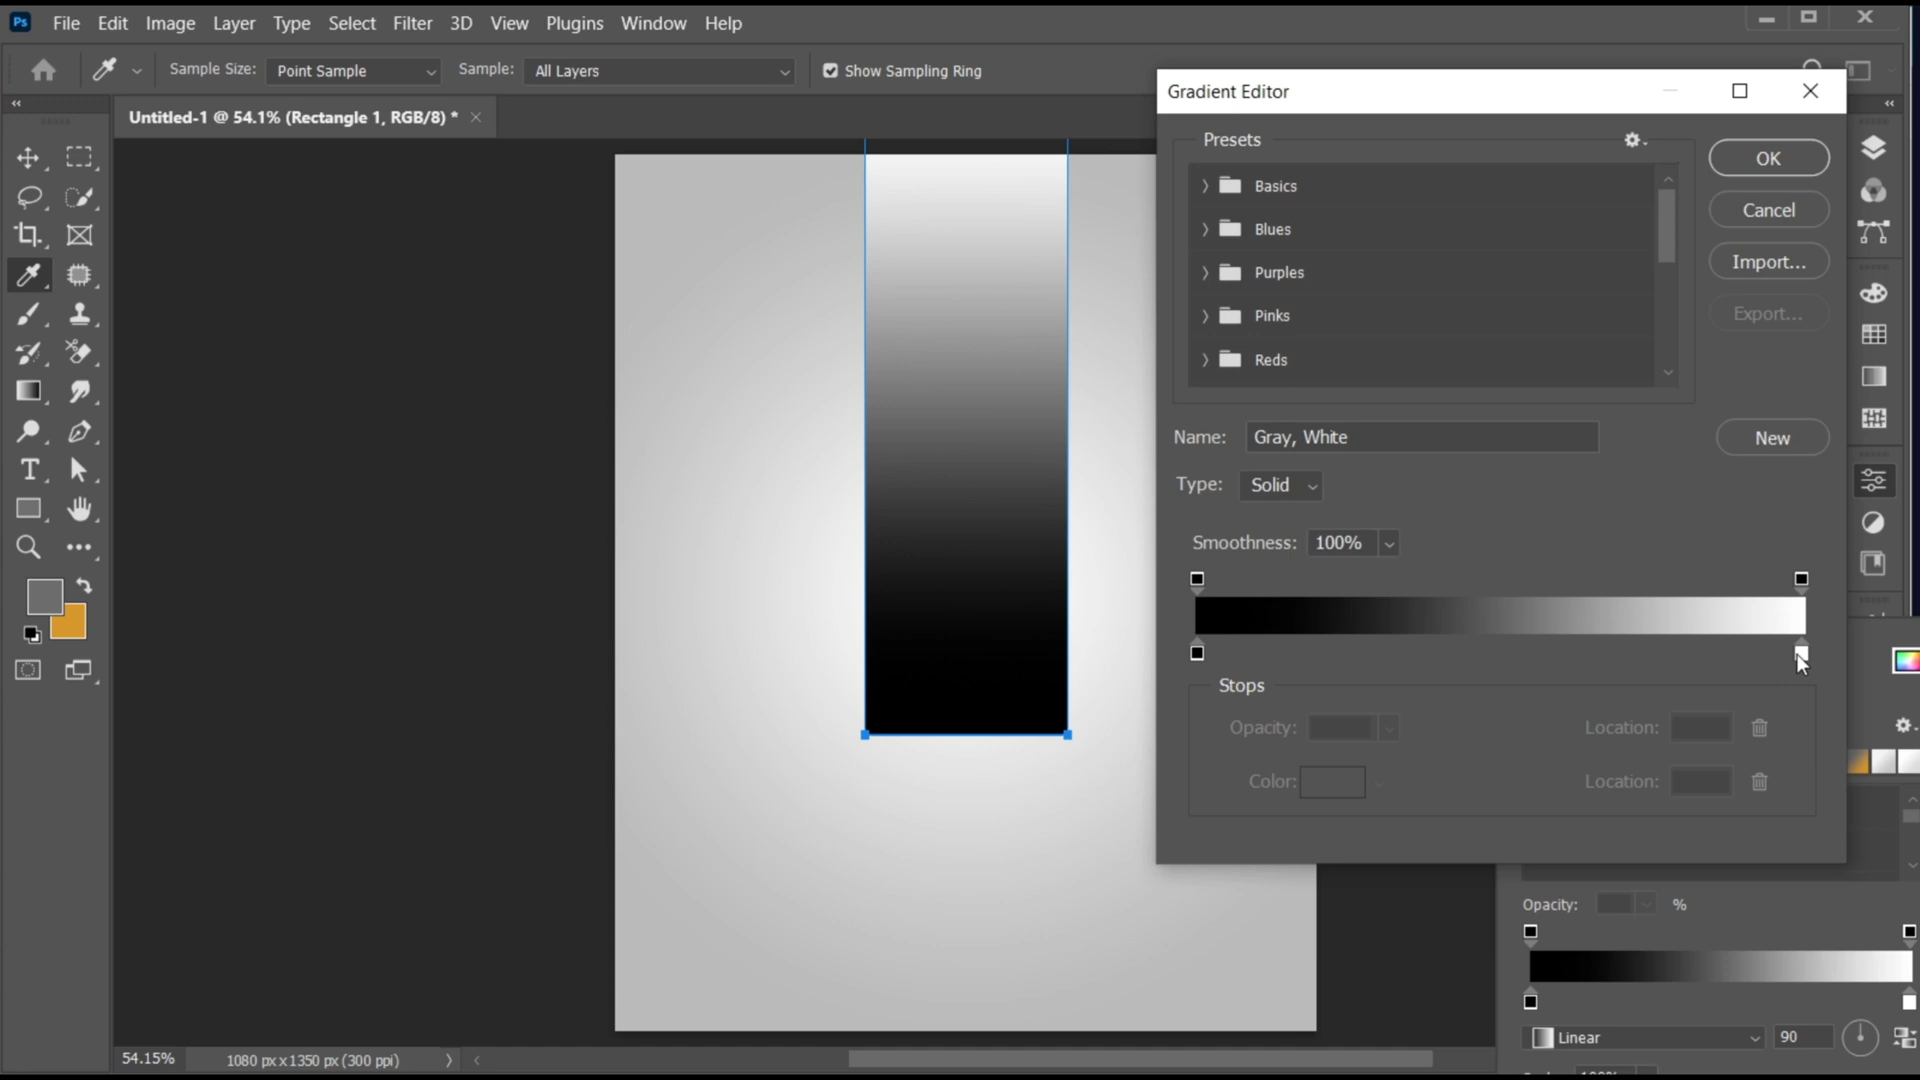 Ps File Edit Image Layer Type Select Filter 3D View Plugins Window Help
Sample Size: Point Sample Sample: All Layers Show Sampling Ring
Untitled-1 @ 54.1% (Rectangle 1, RGB/8) *
Gradient Editor
Presets
Basics
Blues
Purples
Pinks
Reds
OK
Cancel
Import...
Export...
Name: Gray, White
New
Type: Solid
Smoothness: 100%
Stops
Opacity: Location:
Color: Location:
Opacity: %
Linear 90
54.15% 1080 px x 1350 px (300 ppi)